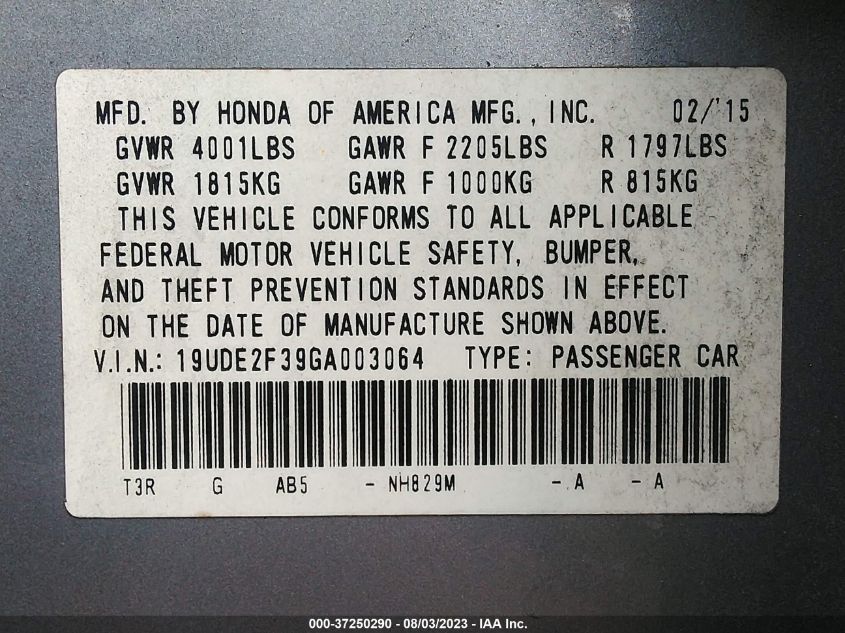 MFD. BY HONDA OF AMERICA MFG., INC. 02/'15
GVWR 4001LBS GAWR F 2205LBS R 1797LBS
GVWR 1815KG GAWR F 1000KG R 815KG
THIS VEHICLE CONFORMS TO ALL APPLICABLE
FEDERAL MOTOR VEHICLE SAFETY, BUMPER,
AND THEFT PREVENTION STANDARDS IN EFFECT
ON THE DATE OF MANUFACTURE SHOWN ABOVE.
V.I.N.: 19UDE2F39GA003064 TYPE: PASSENGER CAR
T3R G AB5 - NH829M - A - A
000-37250290 - 08/03/2023 - IAA Inc.